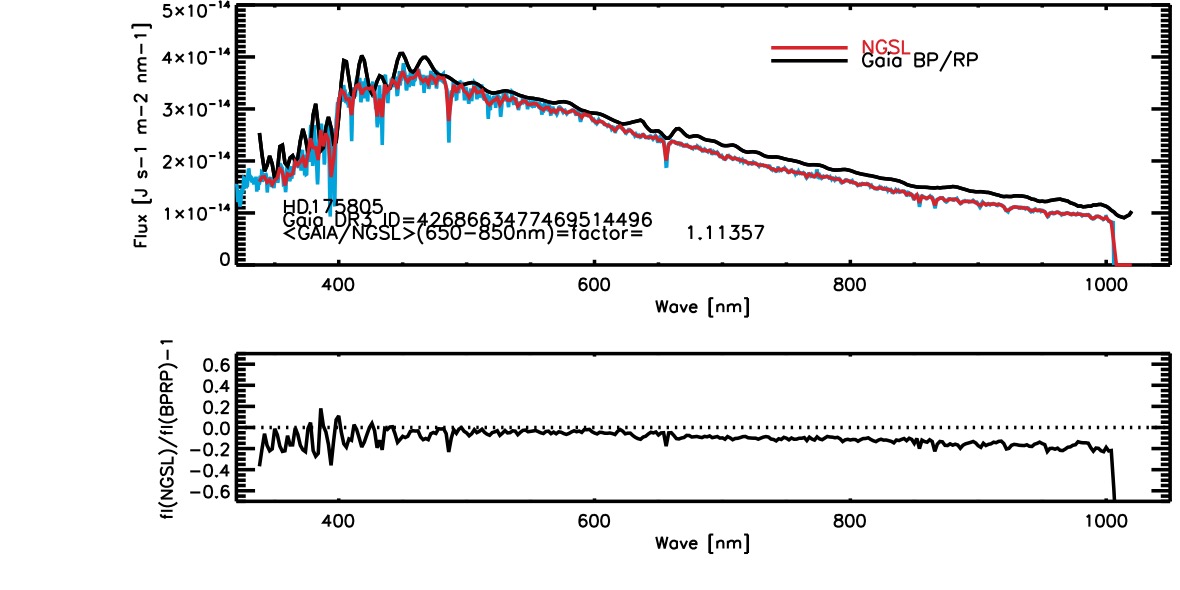 5×10−14
4×10−14
3×10−14
2×10−14
1×10−14
0
Flux [J s−1 m−2 nm−1]
NGSL
Gaia BP/RP
HD175805
Gaia DR3 ID=4268663477469514496
<GAIA/NGSL>(650−850nm)=factor= 1.11357
400 600 800 1000
Wave [nm]
fl(NGSL)/fl(BPRP)−1
0.6
0.4
0.2
0.0
−0.2
−0.4
−0.6
400 600 800 1000
Wave [nm]